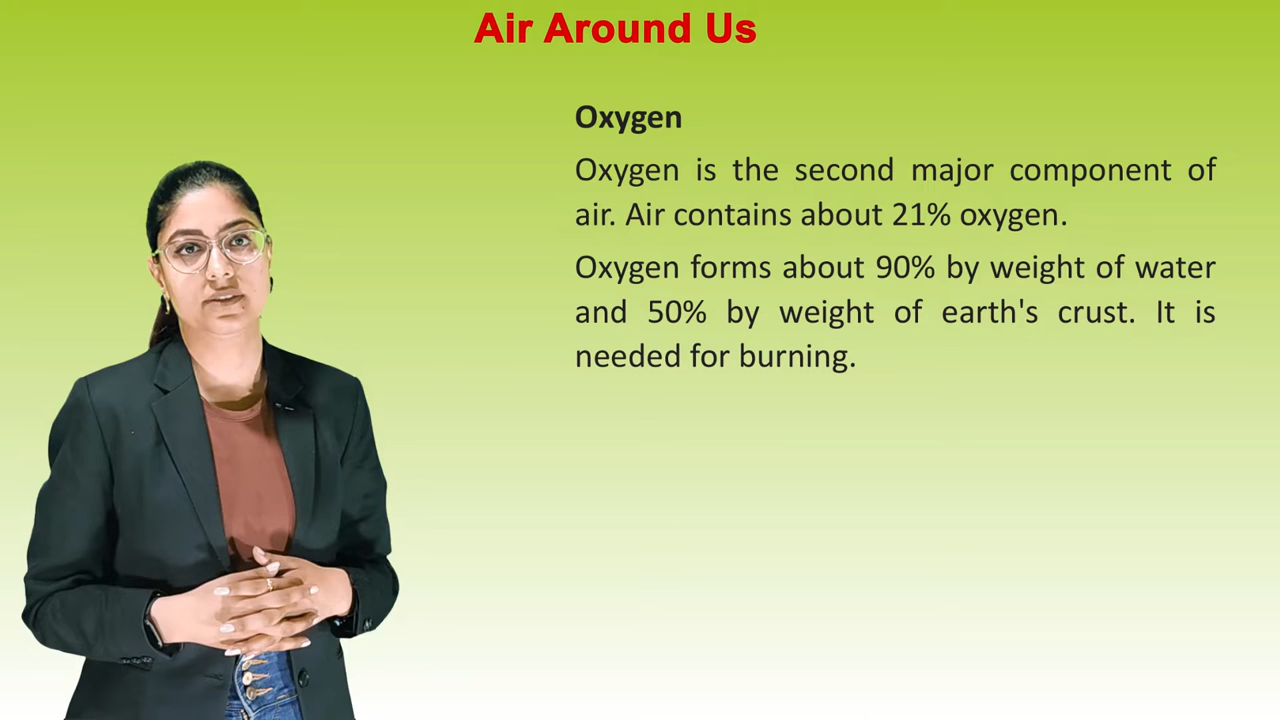 Air Around Us
Oxygen
Oxygen is the second major component of
air. Air contains about 21% oxygen.
Oxygen forms about 90% by weight of water
and 50% by weight of earth's crust. It is
needed for burning.